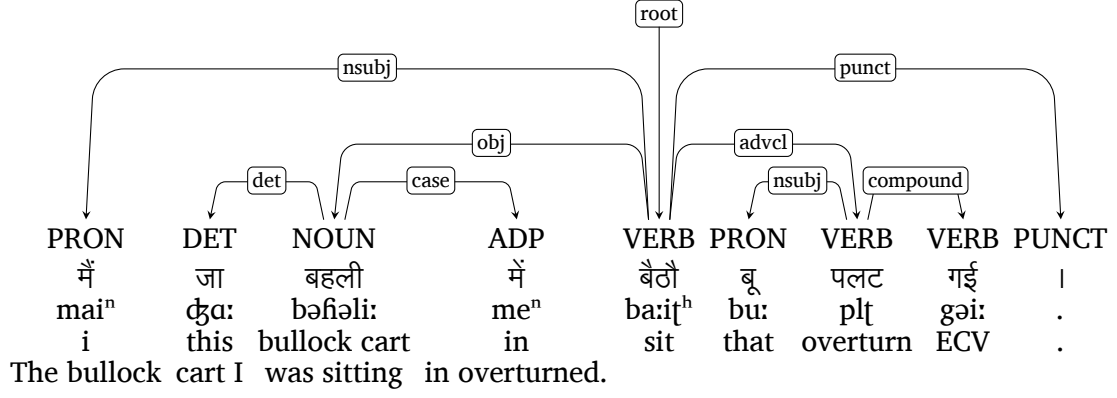 root
nsubj punct
obj advcl
det case nsubj compound
PRON DET NOUN ADP VERB PRON VERB VERB PUNCT
मैं जा बहली में बैठौ बू पलट गई ।
maiⁿ ʤɑː bəɦəliː meⁿ baːiʈʰ buː plʈ gəiː .
i this bullock cart in sit that overturn ECV .
The bullock cart I was sitting in overturned.